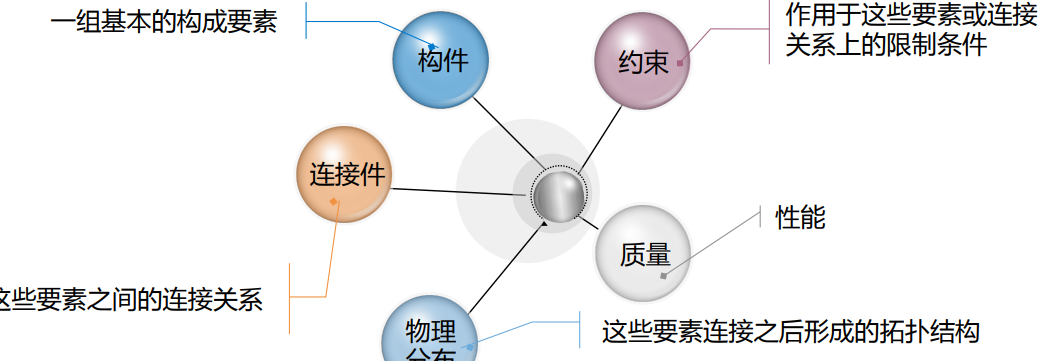 一组基本的构成要素
构件
约束
作用于这些要素或连接
关系上的限制条件
连接件
质量
性能
这些要素之间的连接关系
物理
分布
这些要素连接之后形成的拓扑结构